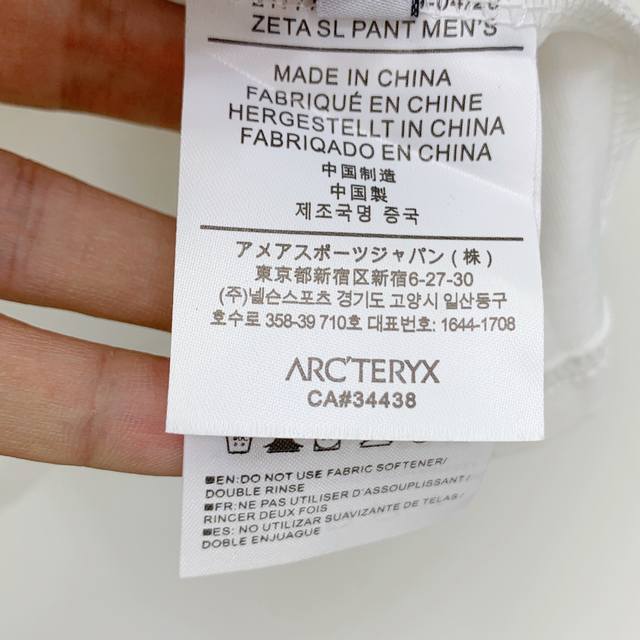 ZETA SL PANT MEN'S
MADE IN CHINA
FABRIQUÉ EN CHINE
HERGESTELLT IN CHINA
FABRIQADO EN CHINA
中国制造
中国製
제조국명 중국
アメアスポーツジャパン(株)
東京都新宿区新宿6-27-30
(주)넬슨스포츠 경기도 고양시 일산동구
호수로 358-39 710호 대표번호: 1644-1708
ARC'TERYX
CA#34438
EN:DO NOT USE FABRIC SOFTENER/
DOUBLE RINSE
FR:NE PAS UTILISER D'ASSOUPLISSANT/
RINCER DEUX FOIS
ES: NO UTILIZAR SUAVIZANTE DE TELAS/
DOBLE ENJUAGUE